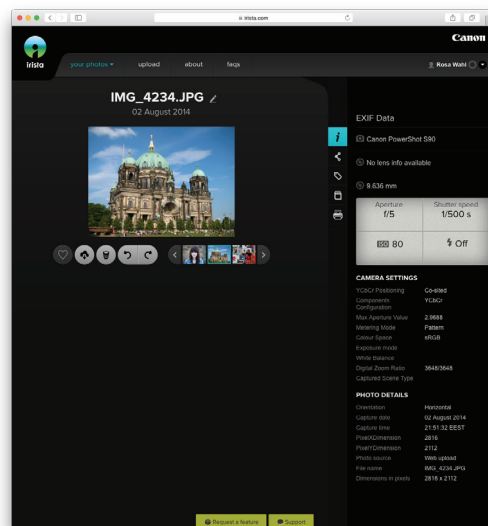 irista.com
Canon
irista
your photos
upload
about
faqs
Rosa Wahl
IMG_4234.JPG
02 August 2014
EXIF Data
Canon PowerShot S90
No lens info available
9.636 mm
Aperture
f/5
Shutter speed
1/500 s
ISO 80
Off
CAMERA SETTINGS
YCbCr Positioning Co-sited
Components Configuration YCbCr
Max Aperture Value 2.9688
Metering Mode Pattern
Colour Space sRGB
Exposure mode
White Balance
Digital Zoom Ratio 3648/3648
Captured Scene Type
PHOTO DETAILS
Orientation Horizontal
Capture date 02 August 2014
Capture time 21:51:32 EEST
PixelXDimension 2816
PixelYDimension 2112
Photo source Web upload
File name IMG_4234.JPG
Dimensions in pixels 2816 x 2112
Request a feature
Support